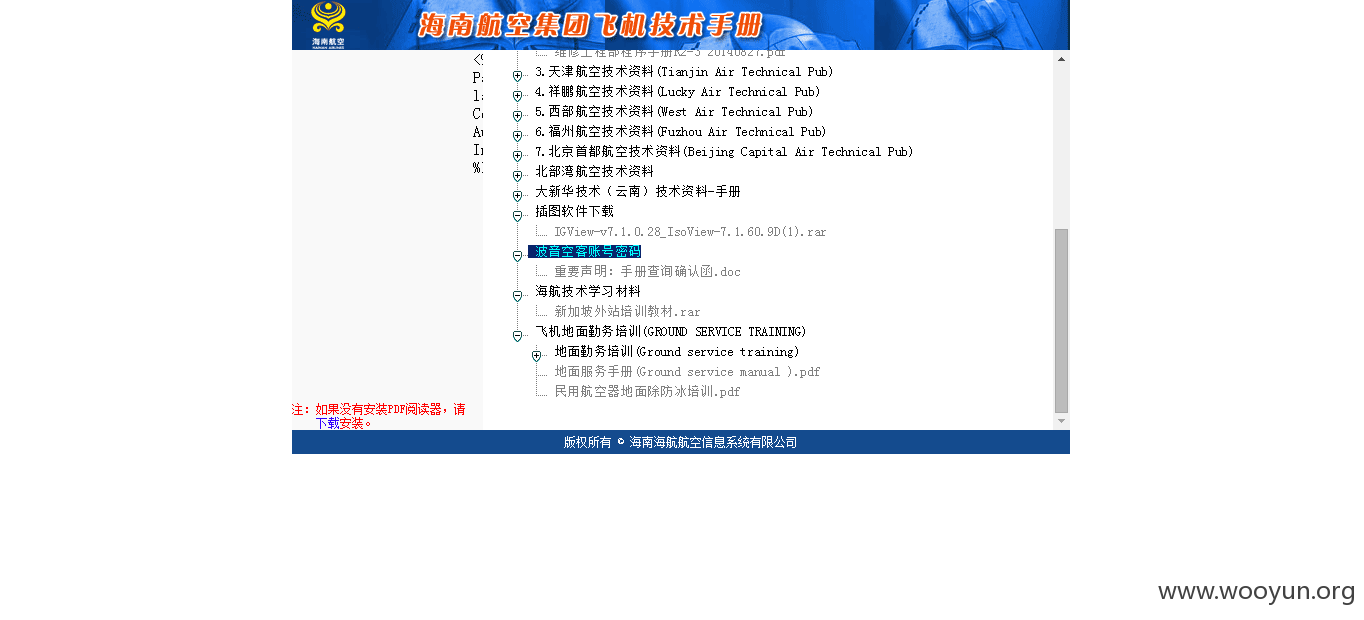 海南航空
HAINAN AIRLINES
海南航空集团飞机技术手册
维修工程部程序手册R2-3 20140827.pdf
3.天津航空技术资料(Tianjin Air Technical Pub)
4.祥鹏航空技术资料(Lucky Air Technical Pub)
5.西部航空技术资料(West Air Technical Pub)
6.福州航空技术资料(Fuzhou Air Technical Pub)
7.北京首都航空技术资料(Beijing Capital Air Technical Pub)
北部湾航空技术资料
大新华技术（云南）技术资料-手册
插图软件下载
IGView-v7.1.0.28_IsoView-7.1.60.9D(1).rar
波音空客账号密码
重要声明：手册查询确认函.doc
海航技术学习材料
新加坡外站培训教材.rar
飞机地面勤务培训(GROUND SERVICE TRAINING)
地面勤务培训(Ground service training)
地面服务手册(Ground service manual ).pdf
民用航空器地面除防冰培训.pdf
注：如果没有安装PDF阅读器，请
下载安装。
版权所有 © 海南海航航空信息系统有限公司
www.wooyun.org